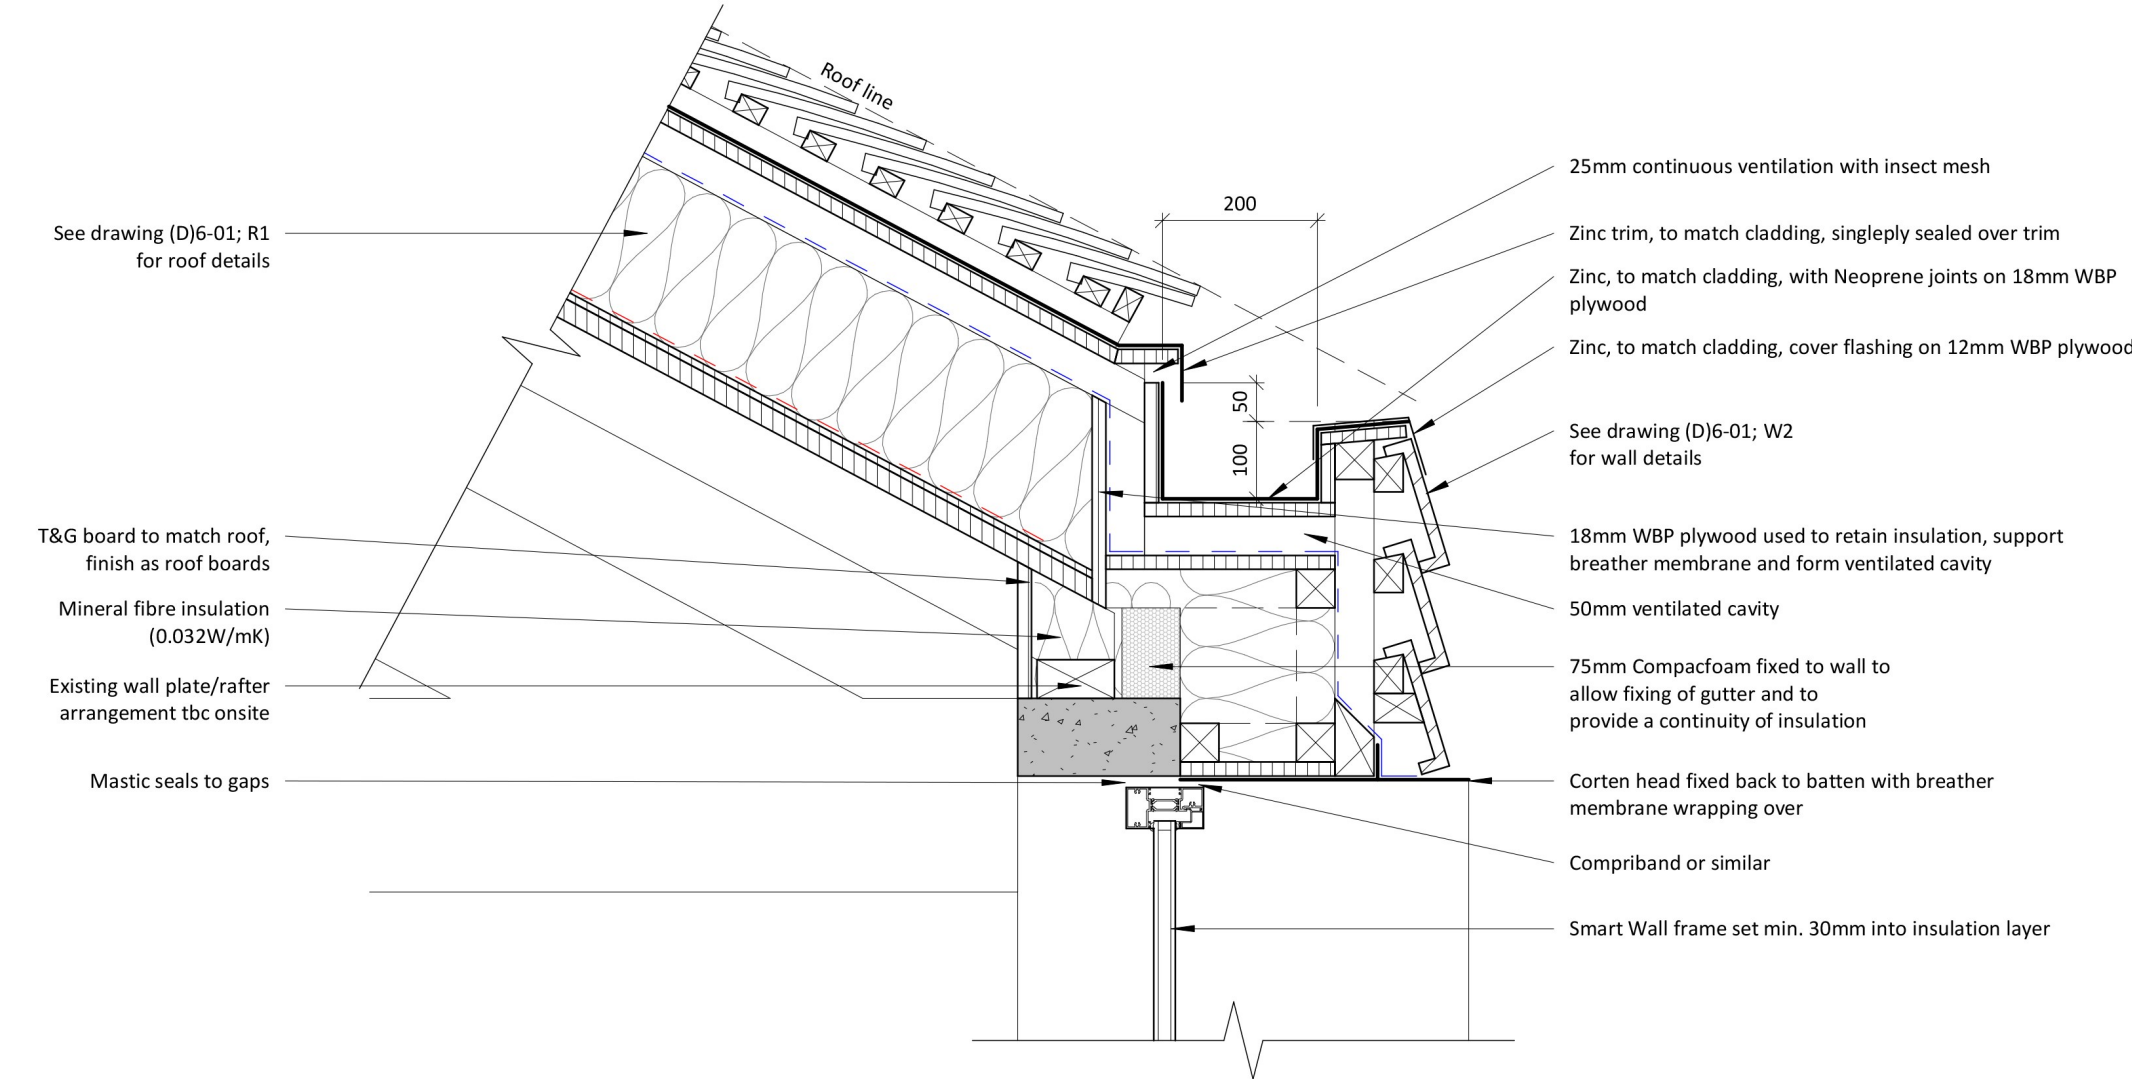 Roof line
200
50
100
See drawing (D)6-01; R1
for roof details
T&G board to match roof,
finish as roof boards
Mineral fibre insulation
(0.032W/mK)
Existing wall plate/rafter
arrangement tbc onsite
Mastic seals to gaps
25mm continuous ventilation with insect mesh
Zinc trim, to match cladding, singleply sealed over trim
Zinc, to match cladding, with Neoprene joints on 18mm WBP
plywood
Zinc, to match cladding, cover flashing on 12mm WBP plywood
See drawing (D)6-01; W2
for wall details
18mm WBP plywood used to retain insulation, support
breather membrane and form ventilated cavity
50mm ventilated cavity
75mm Compacfoam fixed to wall to
allow fixing of gutter and to
provide a continuity of insulation
Corten head fixed back to batten with breather
membrane wrapping over
Compriband or similar
Smart Wall frame set min. 30mm into insulation layer